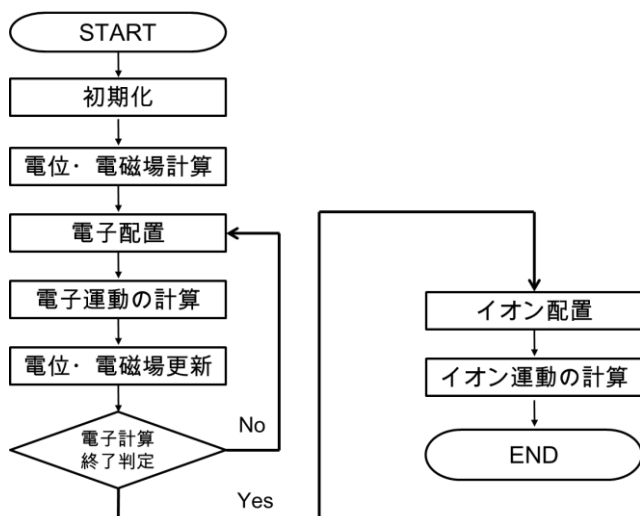 START
初期化
電位・電磁場計算
電子配置
電子運動の計算
電位・電磁場更新
電子計算
終了判定
No
Yes
イオン配置
イオン運動の計算
END